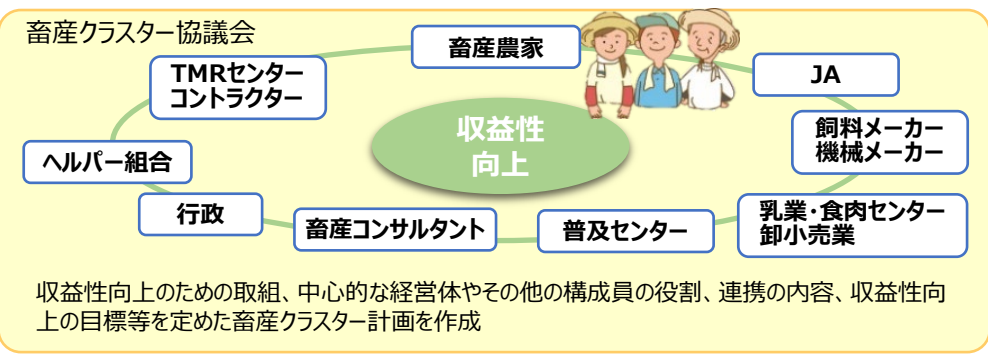 畜産クラスター協議会
畜産農家
TMRセンター
コントラクター
JA
収益性
向上
飼料メーカー
機械メーカー
ヘルパー組合
行政
畜産コンサルタント
普及センター
乳業・食肉センター
卸小売業
収益性向上のための取組、中心的な経営体やその他の構成員の役割、連携の内容、収益性向
上の目標等を定めた畜産クラスター計画を作成